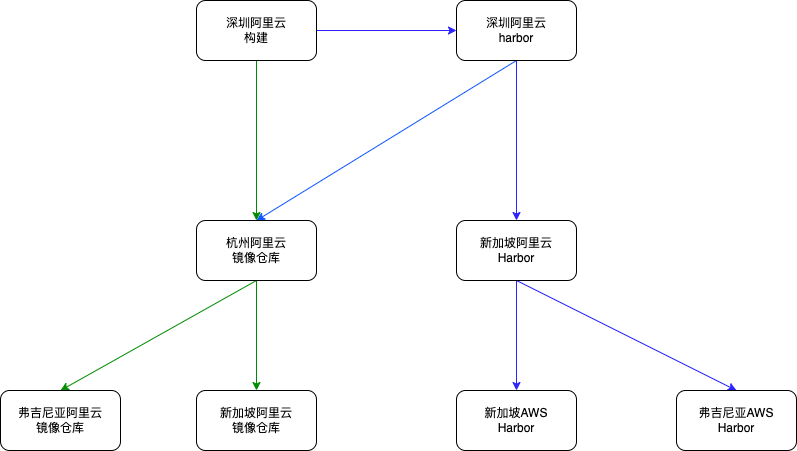 深圳阿里云
构建
深圳阿里云
harbor
杭州阿里云
镜像仓库
新加坡阿里云
Harbor
弗吉尼亚阿里云
镜像仓库
新加坡阿里云
镜像仓库
新加坡AWS
Harbor
弗吉尼亚AWS
Harbor